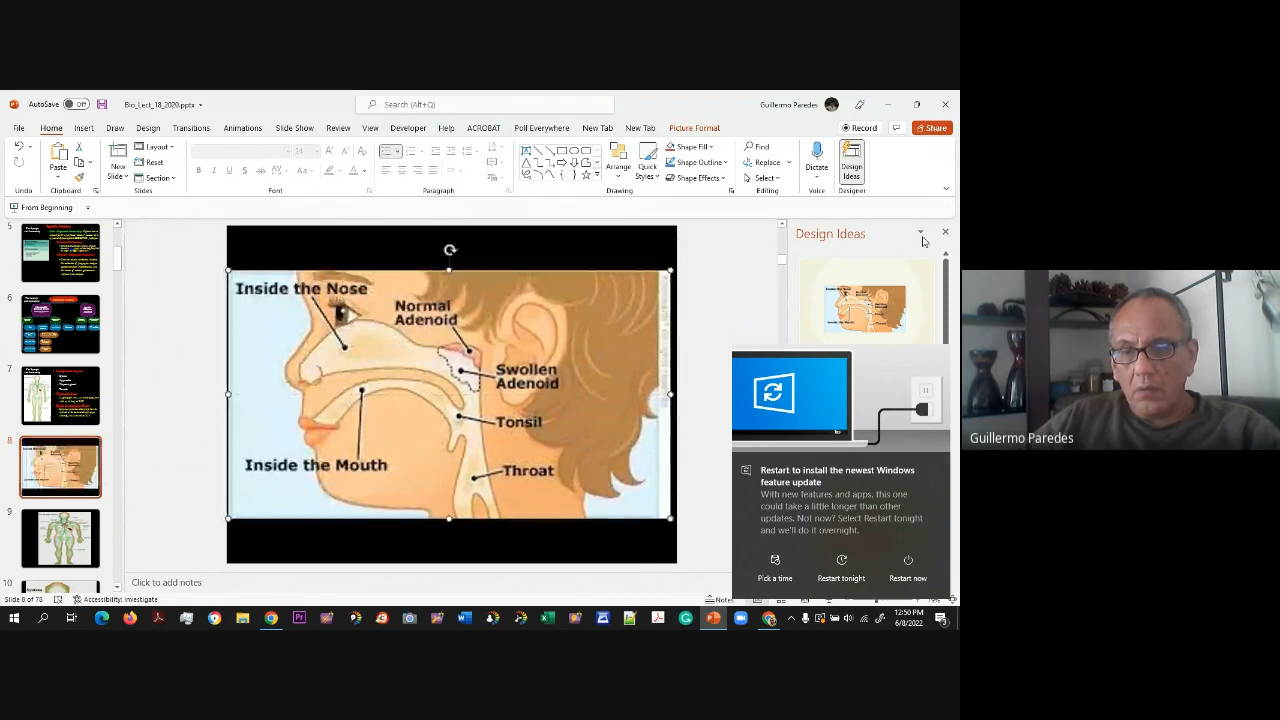 AutoSave Off
Bio_Lect_18_2020.pptx
Search (Alt+Q)
Guillermo Paredes
File Home Insert Draw Design Transitions Animations Slide Show Review View Developer Help ACROBAT Poll Everywhere New Tab New Tab Picture Format
Record
Share
Undo
Paste
Clipboard
New
Slide
Layout
Reset
Section
Slides
24
Font
Paragraph
Arrange
Quick
Styles
Shape Fill
Shape Outline
Shape Effects
Drawing
Find
Replace
Select
Editing
Dictate
Voice
Design
Ideas
Designer
From Beginning
5
6
7
8
9
10
Inside the Nose
Normal
Adenoid
Swollen
Adenoid
Tonsil
Inside the Mouth
Throat
Design Ideas
Restart to install the newest Windows
feature update
With new features and apps, this one
could take a little longer than other
updates. Not now? Select Restart tonight
and we'll do it overnight.
Pick a time
Restart tonight
Restart now
Click to add notes
Slide 8 of 78
Accessibility: Investigate
Notes
12:50 PM
6/8/2022
Guillermo Paredes